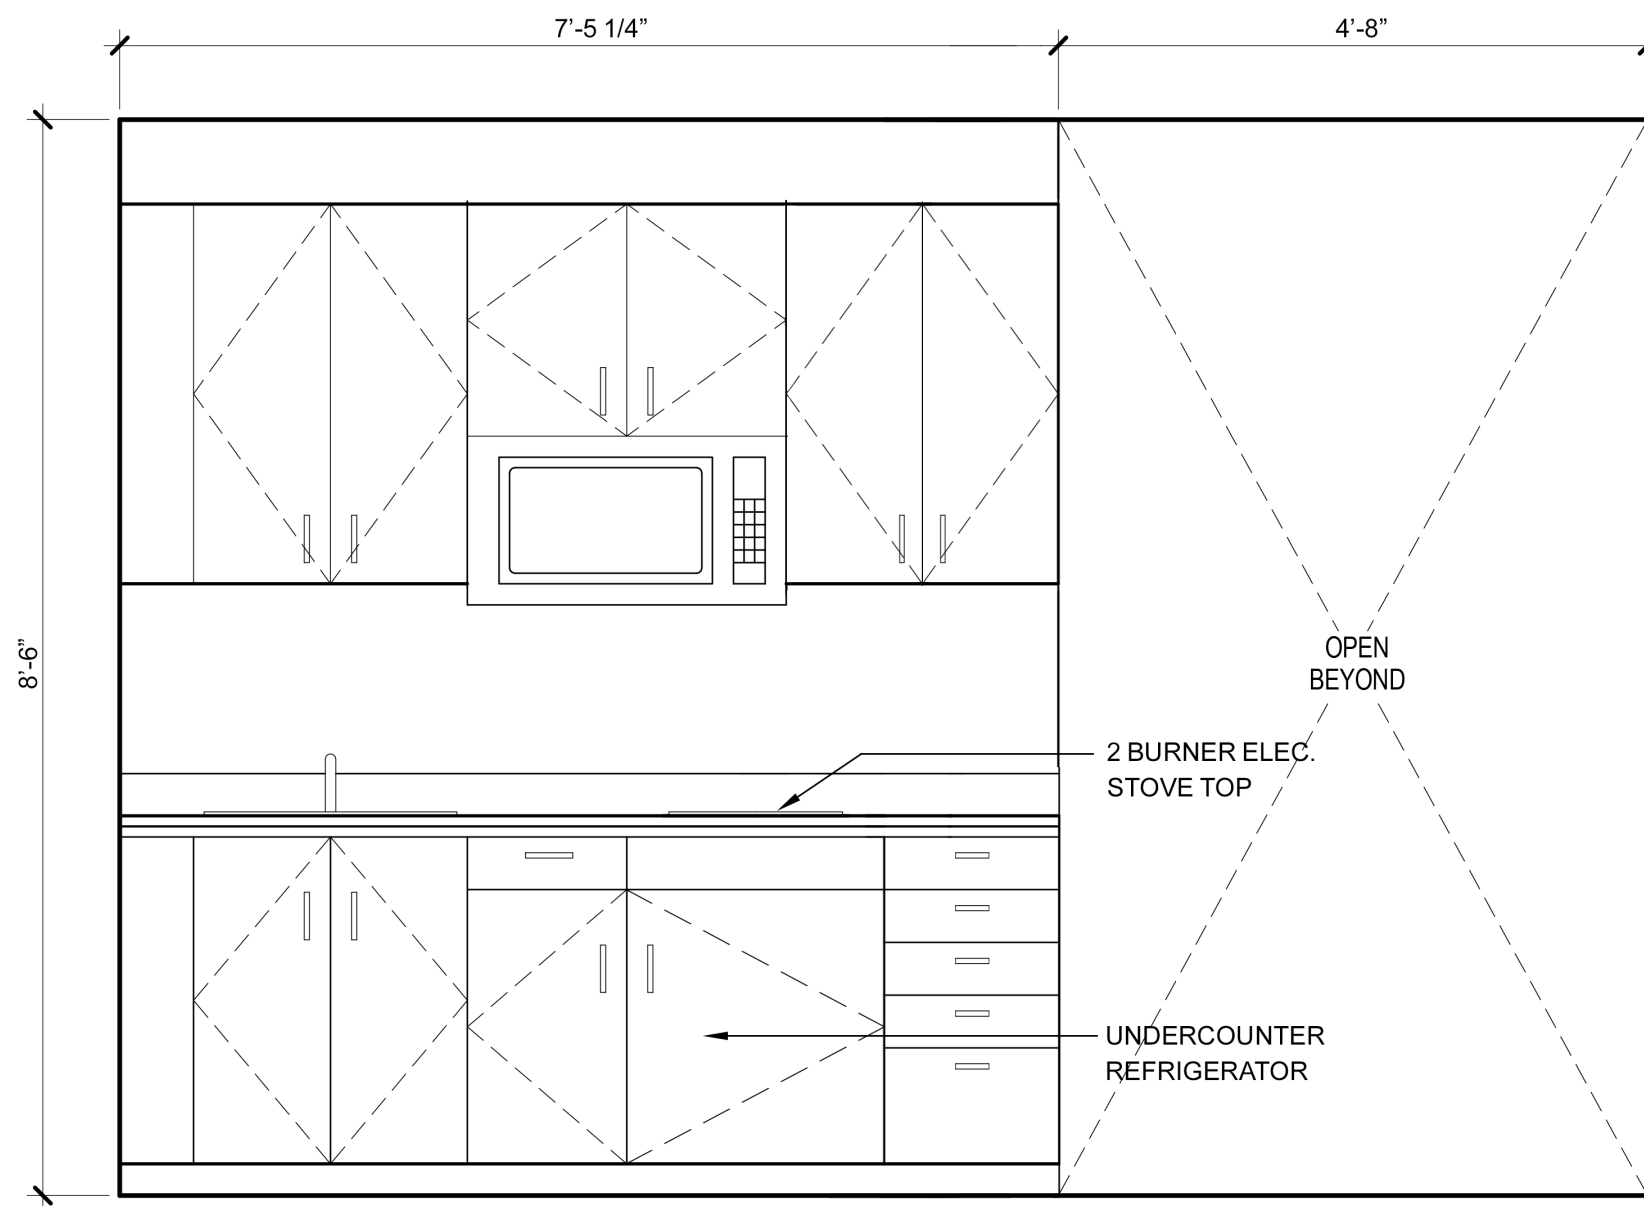 7’-5 1/4”
4’-8”
8’-6”
OPEN
BEYOND
2 BURNER ELEC.
STOVE TOP
UNDERCOUNTER
REFRIGERATOR